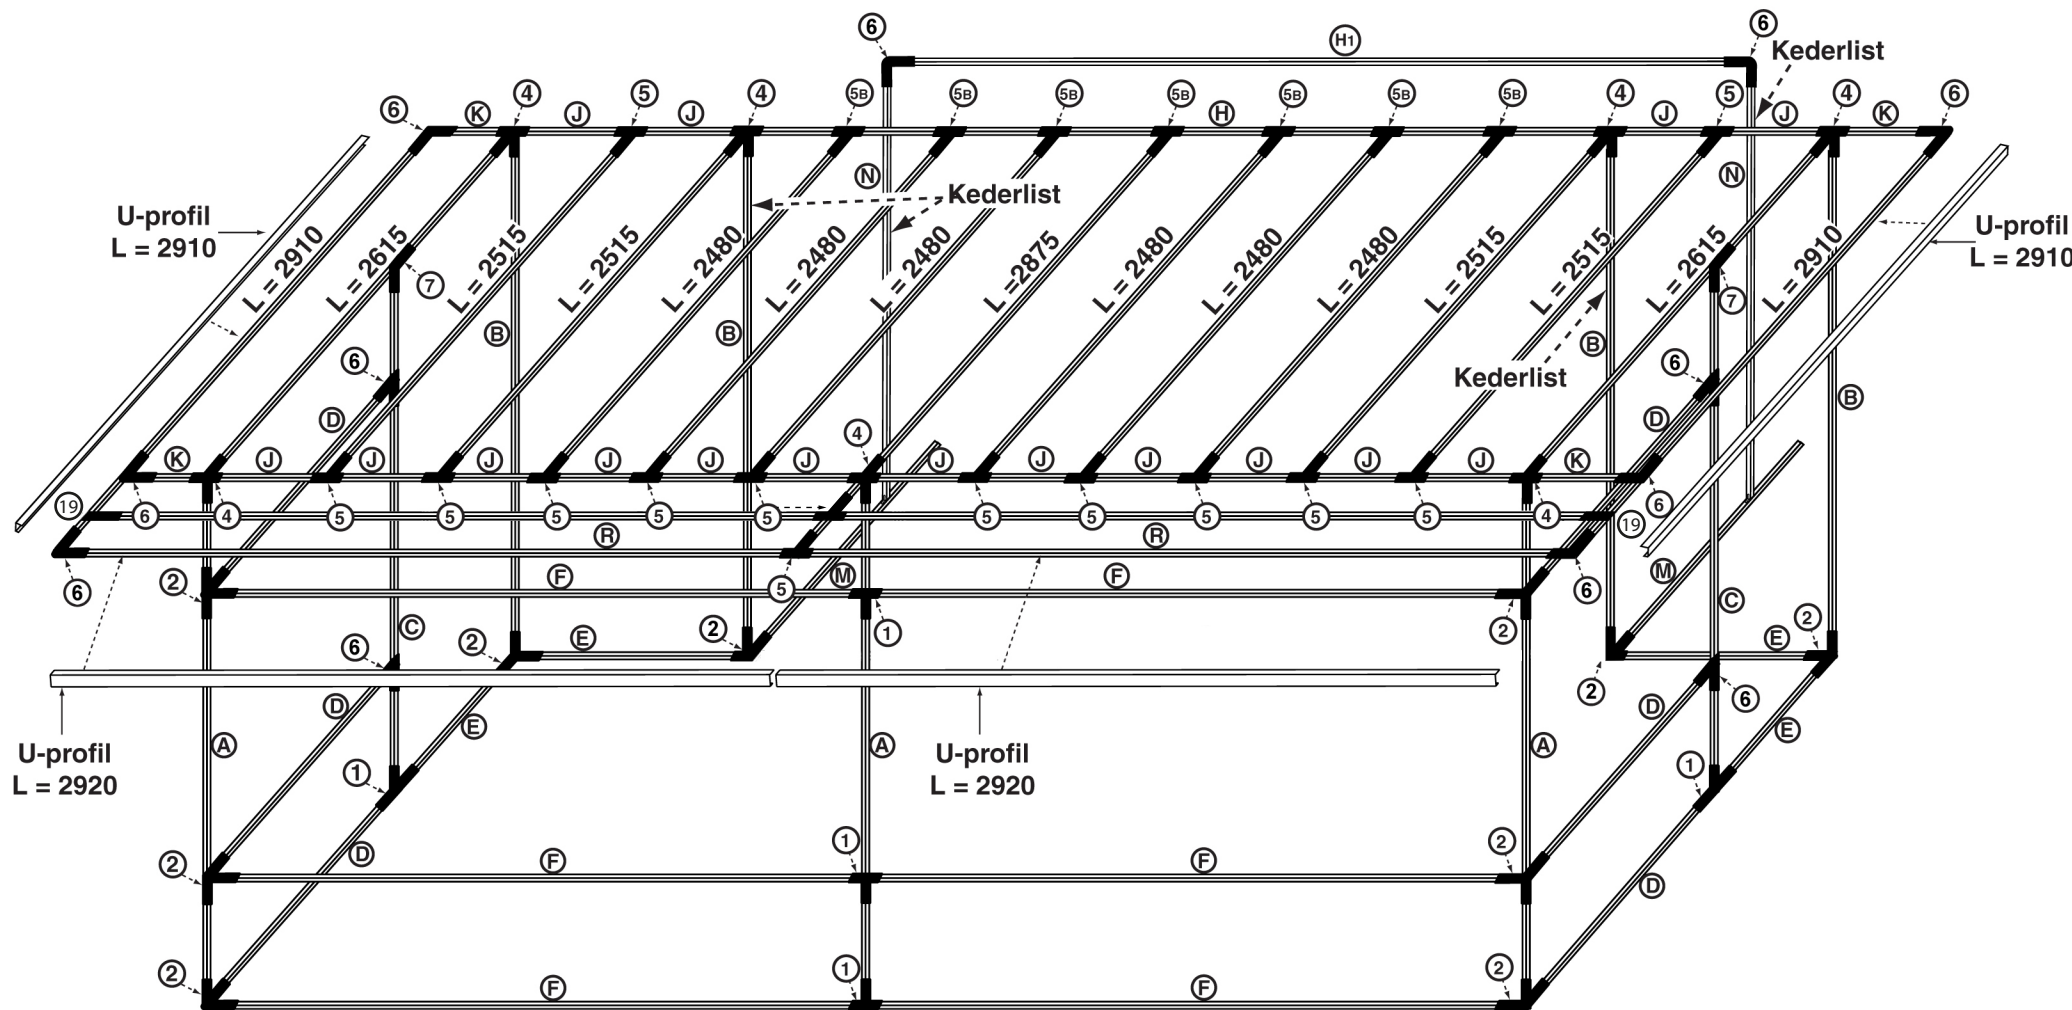 6 H1 6
Kederlist
6 K 4 J 5 J 4 5B 5B 5B 5B H 5B 5B 5B 4 J 5 J 4 K 6
N Kederlist N
U-profil
L = 2910
U-profil
L = 2910
L = 2910
L = 2615
L = 2515
L = 2515
L = 2480
L = 2480
L = 2480
L =2875
L = 2480
L = 2480
L = 2480
L = 2515
L = 2515
L = 2615
L = 2910
7 7
B B B
Kederlist
6 6
B
D D
4
K J J J J J J J J J J J J K
19 6 4 5 5 5 5 5 5 5 5 5 5 4 6 19
R R
6 2 F 5 M F 6 M
C C
1 2
2 E 2 2 E
6 2 6
D E D E
U-profil
L = 2920
A A A
U-profil
L = 2920
1 1
D D
2 F 1 F 2
2 F 1 F 2